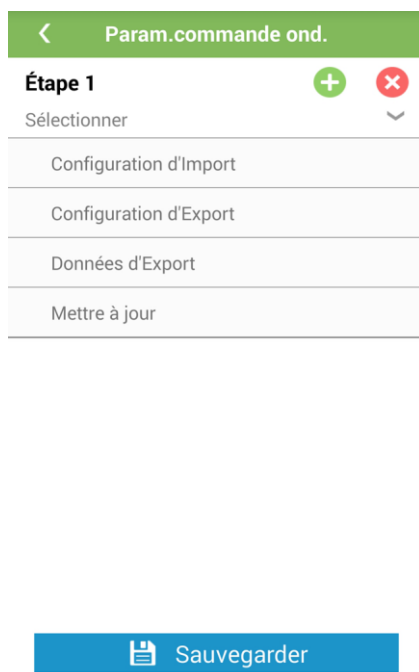 Param.commande ond.
Étape 1
Sélectionner
Configuration d'Import
Configuration d'Export
Données d'Export
Mettre à jour
Sauvegarder